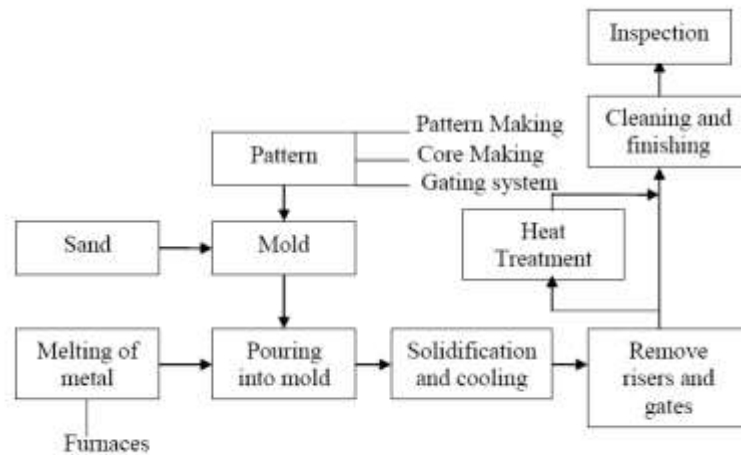 Inspection
Pattern Making
Pattern
Core Making
Gating system
Cleaning and
finishing
Sand
Mold
Heat
Treatment
Melting of
metal
Pouring
into mold
Solidification
and cooling
Remove
risers and
gates
Furnaces